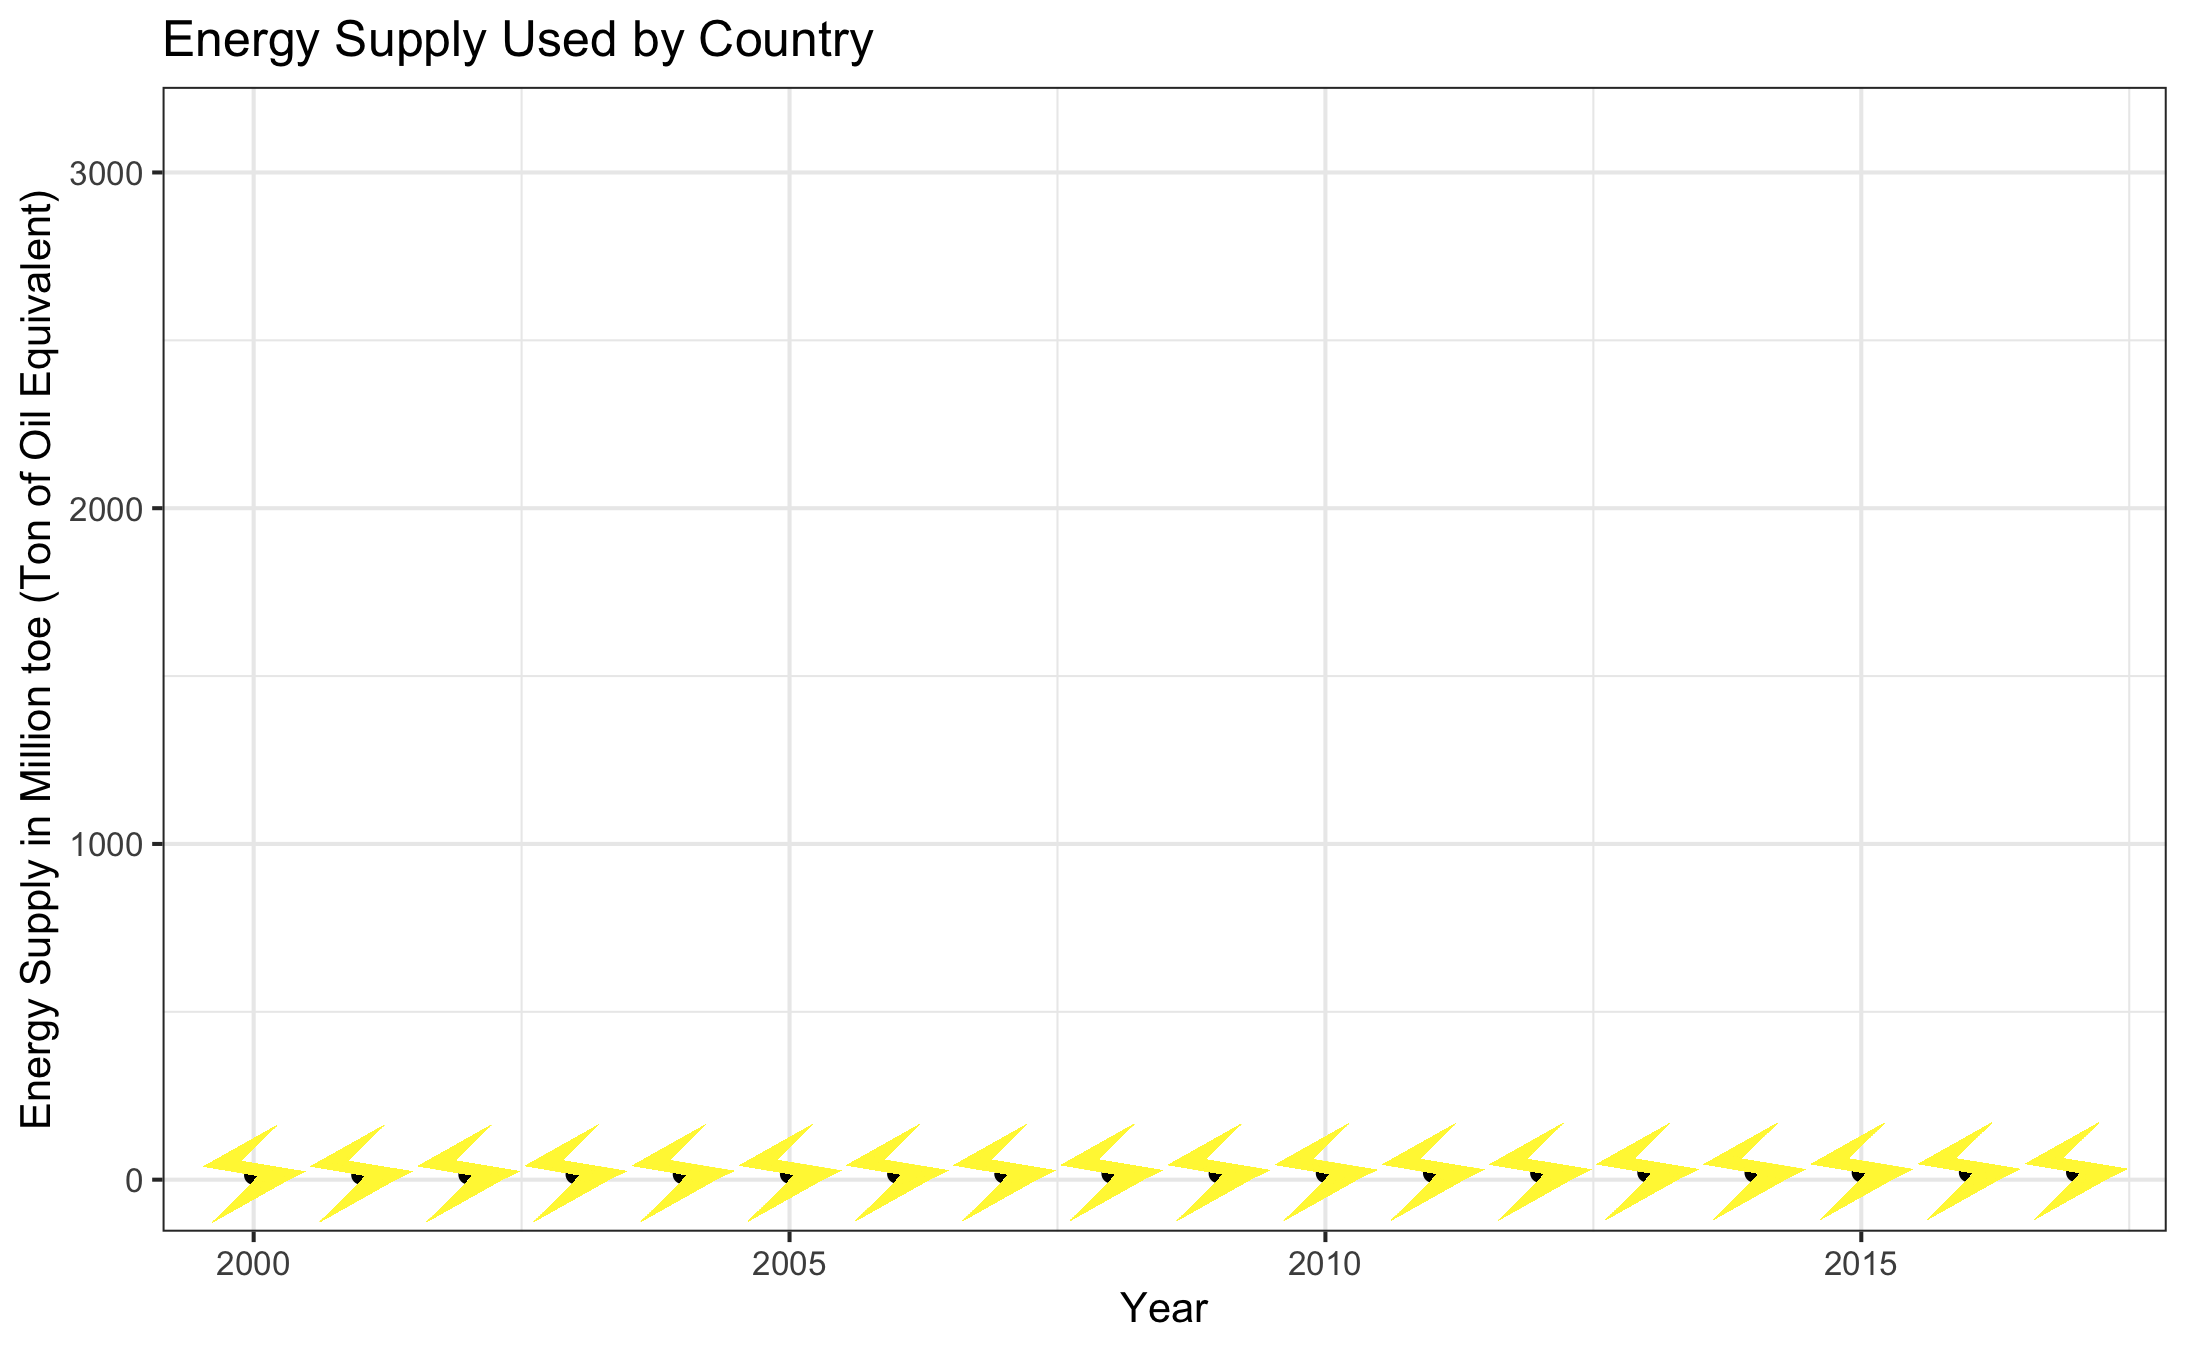 Energy Supply Used by Country
Energy Supply in Million toe (Ton of Oil Equivalent)
3000
2000
1000
0
2000
2005
2010
2015
Year